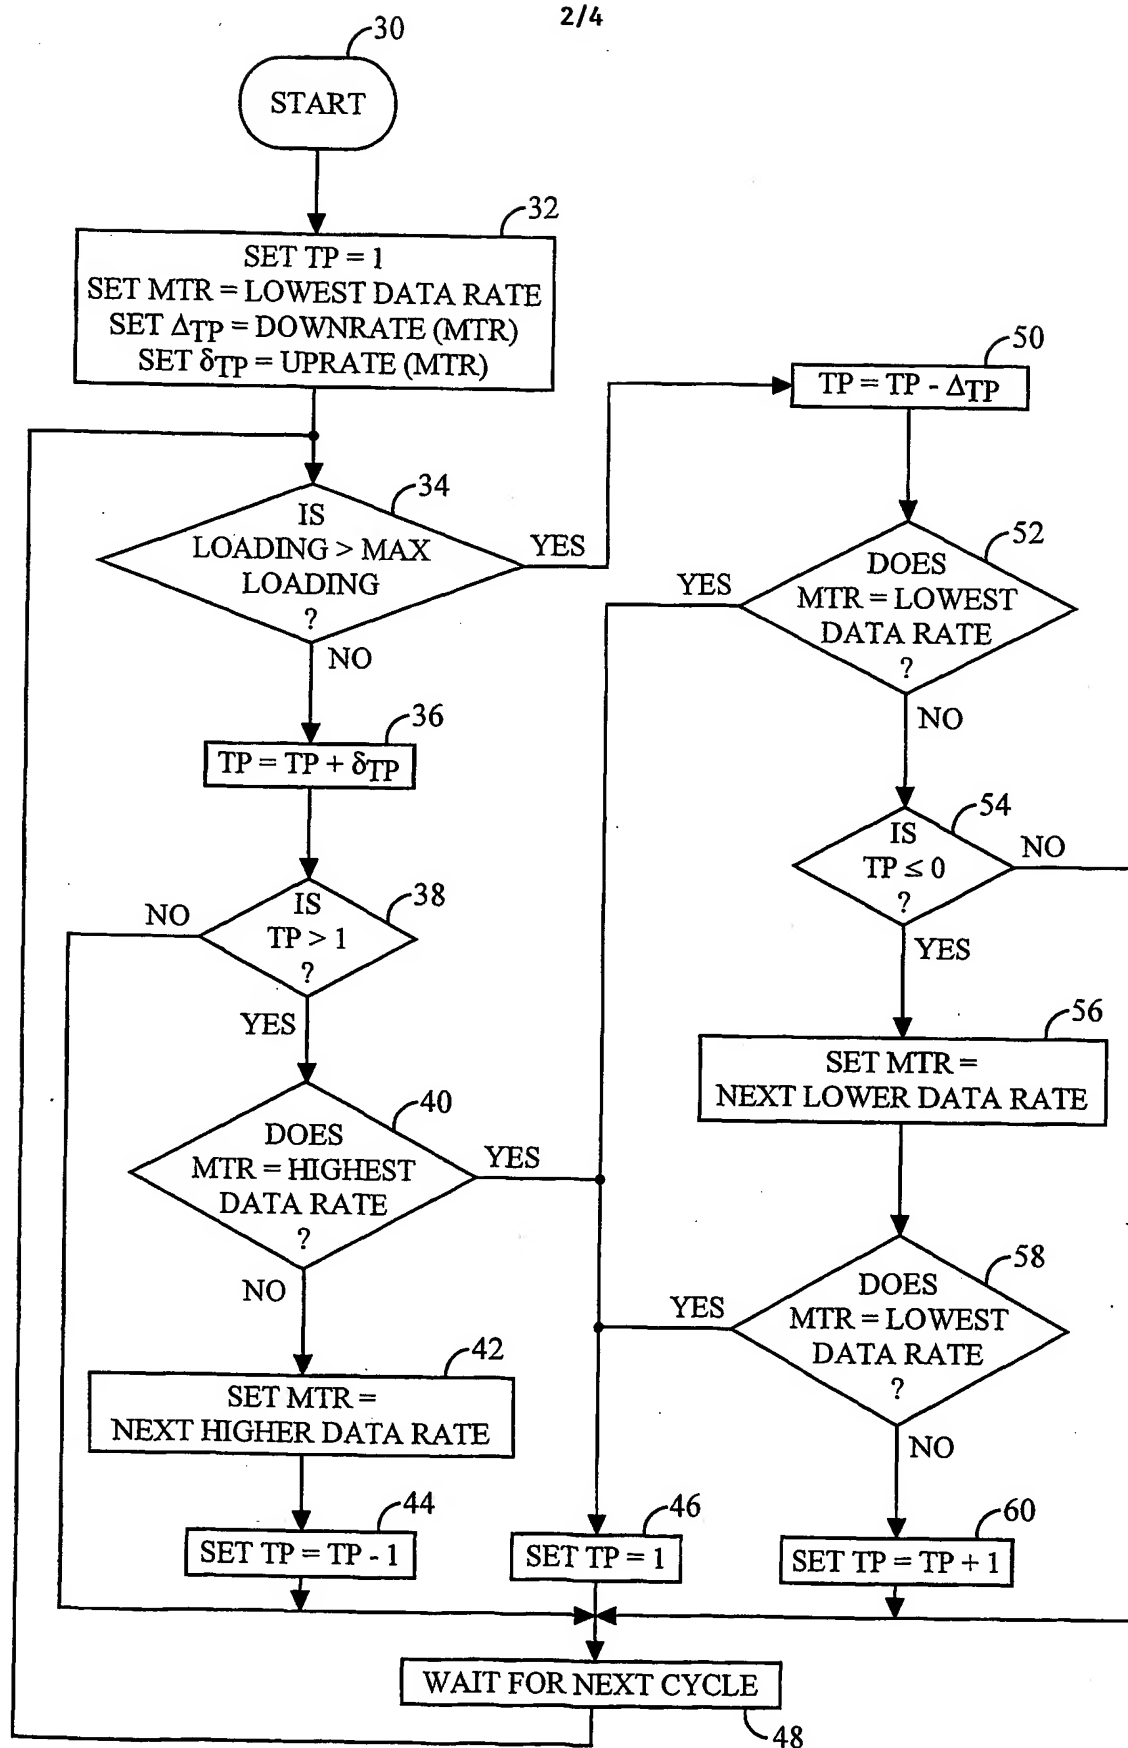 2/4
30
START
32
SET TP = 1
SET MTR = LOWEST DATA RATE
SET ΔTP = DOWNRATE (MTR)
SET δTP = UPRATE (MTR)
34
IS
LOADING > MAX
LOADING
?
YES
NO
36
TP = TP + δTP
38
IS
TP > 1
?
NO
YES
40
DOES
MTR = HIGHEST
DATA RATE
?
YES
NO
42
SET MTR =
NEXT HIGHER DATA RATE
44
SET TP = TP - 1
46
SET TP = 1
50
TP = TP - ΔTP
52
DOES
MTR = LOWEST
DATA RATE
?
YES
NO
54
IS
TP ≤ 0
?
NO
YES
56
SET MTR =
NEXT LOWER DATA RATE
58
DOES
MTR = LOWEST
DATA RATE
?
YES
NO
60
SET TP = TP + 1
WAIT FOR NEXT CYCLE
48